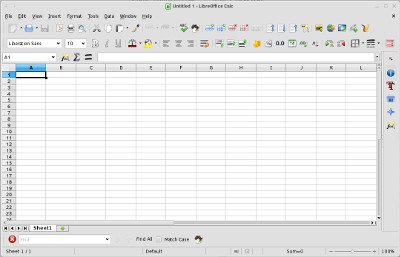 Untitled 1 - LibreOffice Calc
File Edit View Insert Format Tools Data Window Help
Liberation Sans 10
A1
A B C D E F G H I J K L
1
2
3
4
5
6
7
8
9
10
11
12
13
14
15
16
17
18
19
20
21
22
23
Sheet1
Find All Match Case
Sheet 1 / 1 Default Sum=0 100%